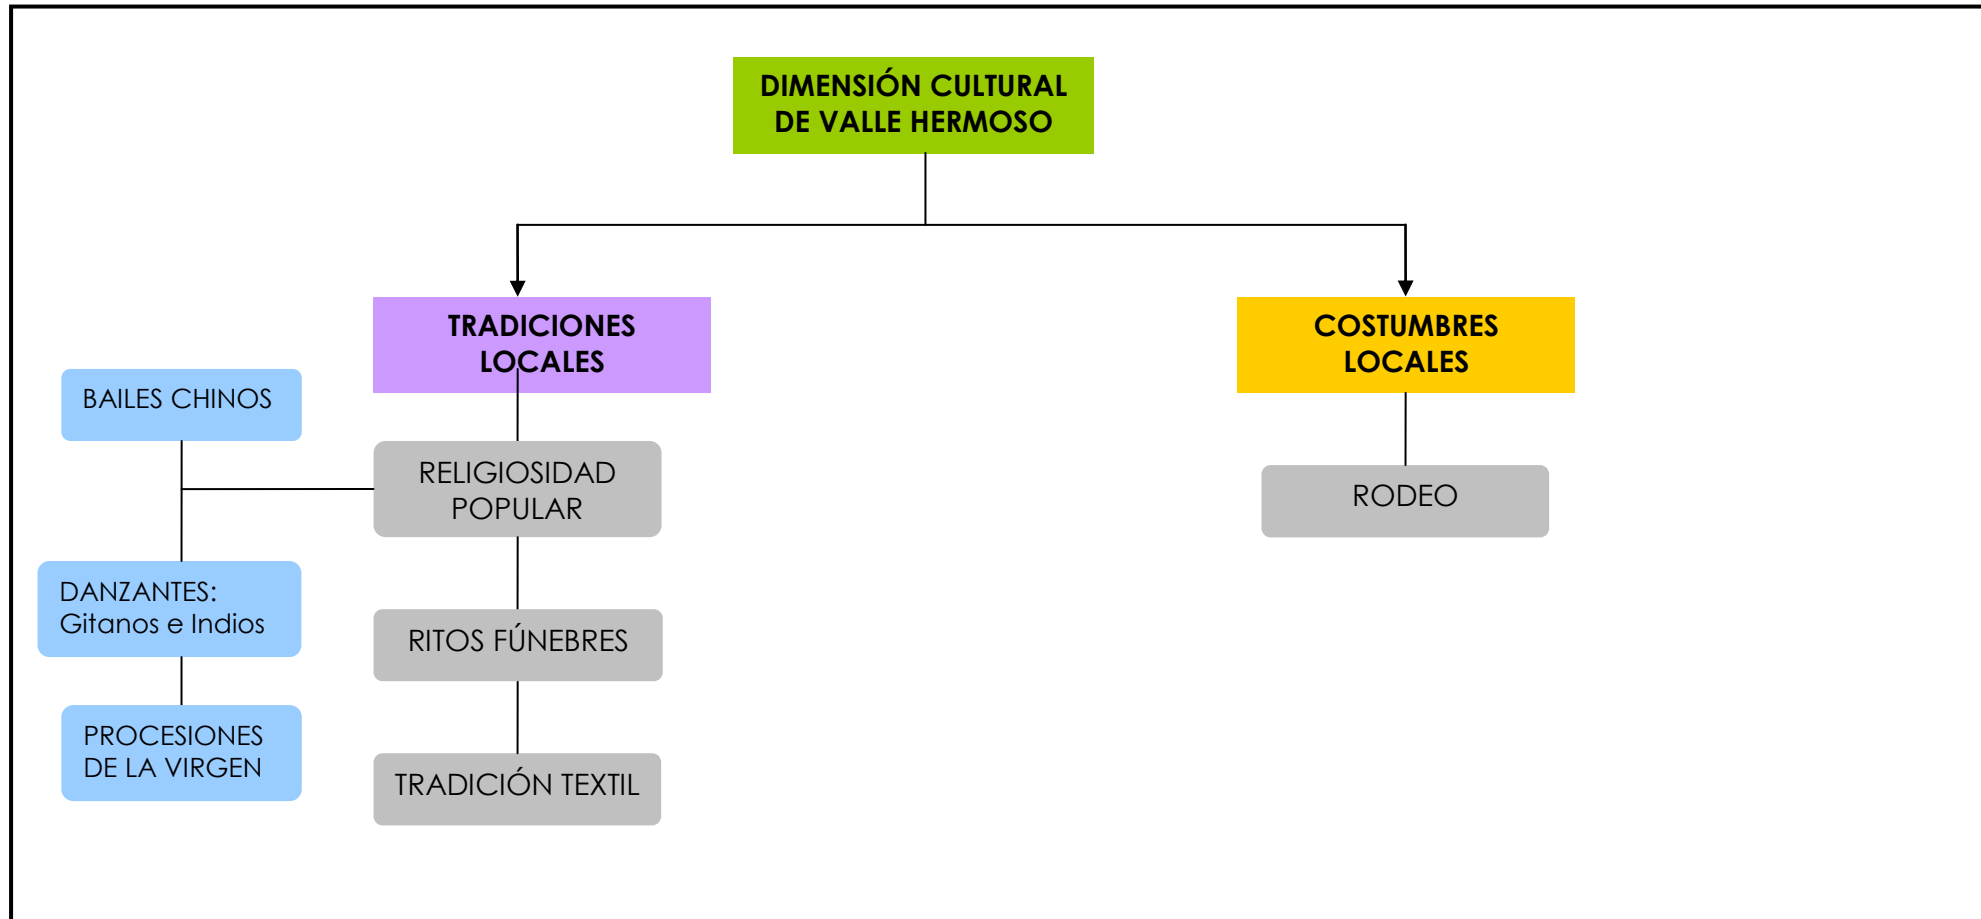 DIMENSIÓN CULTURAL
DE VALLE HERMOSO
TRADICIONES
LOCALES
COSTUMBRES
LOCALES
BAILES CHINOS
RELIGIOSIDAD
POPULAR
RODEO
DANZANTES:
Gitanos e Indios
RITOS FÚNEBRES
PROCESIONES
DE LA VIRGEN
TRADICIÓN TEXTIL